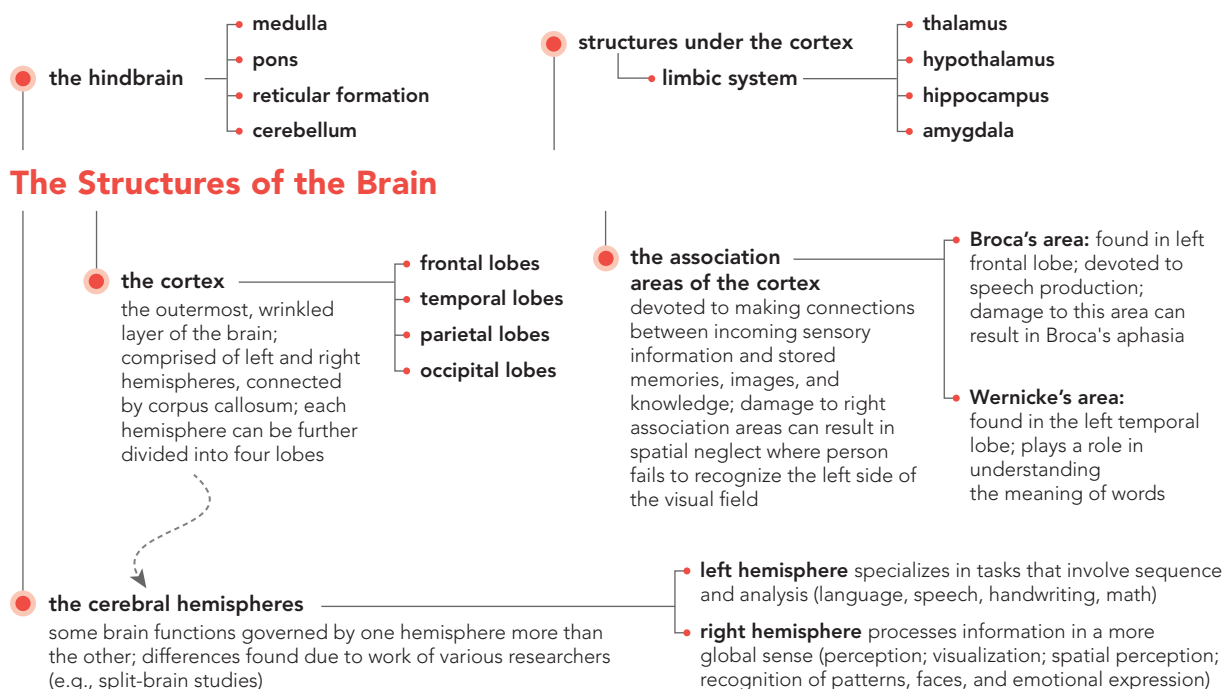 the hindbrain
medulla
pons
reticular formation
cerebellum
structures under the cortex
limbic system
thalamus
hypothalamus
hippocampus
amygdala
The Structures of the Brain
the cortex
the outermost, wrinkled
layer of the brain;
comprised of left and right
hemispheres, connected
by corpus callosum; each
hemisphere can be further
divided into four lobes
frontal lobes
temporal lobes
parietal lobes
occipital lobes
the association
areas of the cortex
devoted to making connections
between incoming sensory
information and stored
memories, images, and
knowledge; damage to right
association areas can result in
spatial neglect where person
fails to recognize the left side of
the visual field
Broca’s area: found in left
frontal lobe; devoted to
speech production;
damage to this area can
result in Broca's aphasia
Wernicke’s area:
found in the left temporal
lobe; plays a role in
understanding
the meaning of words
the cerebral hemispheres
some brain functions governed by one hemisphere more than
the other; differences found due to work of various researchers
(e.g., split-brain studies)
left hemisphere specializes in tasks that involve sequence
and analysis (language, speech, handwriting, math)
right hemisphere processes information in a more
global sense (perception; visualization; spatial perception;
recognition of patterns, faces, and emotional expression)